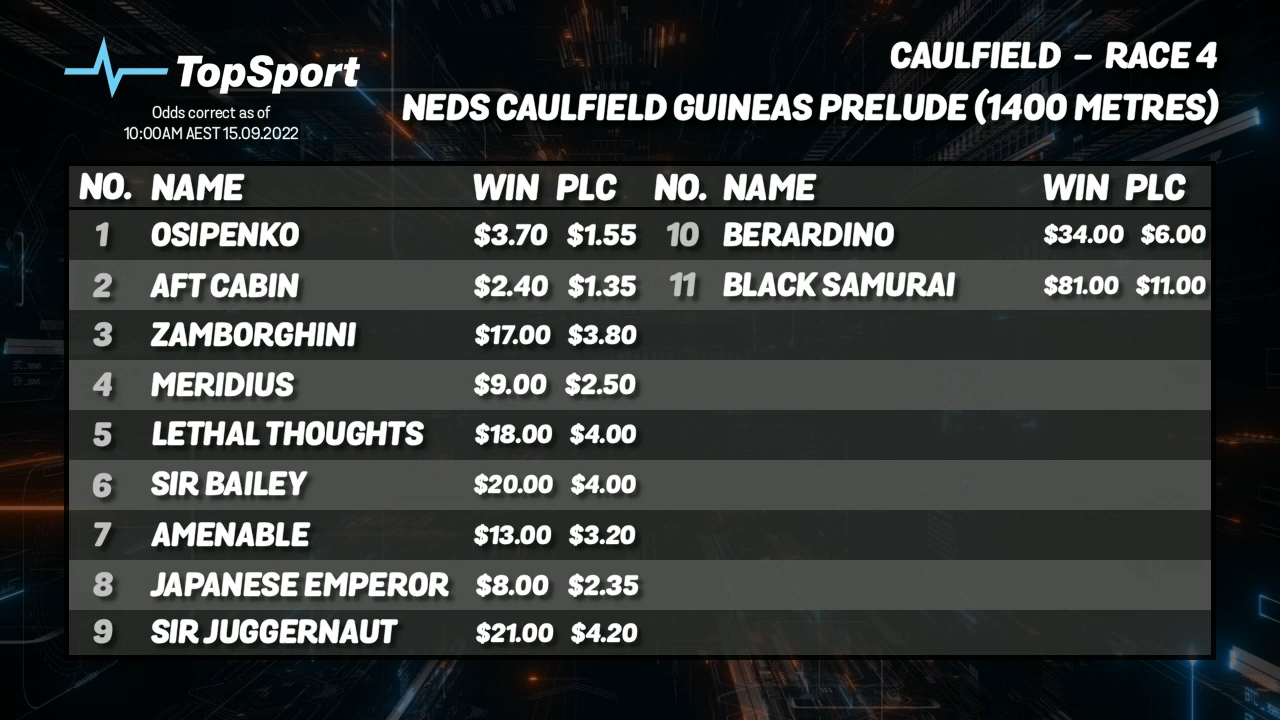 TopSport
Odds correct as of
10:00AM AEST 15.09.2022
CAULFIELD – RACE 4
NEDS CAULFIELD GUINEAS PRELUDE (1400 METRES)
NO. NAME WIN PLC NO. NAME WIN PLC
1 OSIPENKO $3.70 $1.55 10 BERARDINO $34.00 $6.00
2 AFT CABIN $2.40 $1.35 11 BLACK SAMURAI $81.00 $11.00
3 ZAMBORGHINI $17.00 $3.80
4 MERIDIUS $9.00 $2.50
5 LETHAL THOUGHTS $18.00 $4.00
6 SIR BAILEY $20.00 $4.00
7 AMENABLE $13.00 $3.20
8 JAPANESE EMPEROR $8.00 $2.35
9 SIR JUGGERNAUT $21.00 $4.20